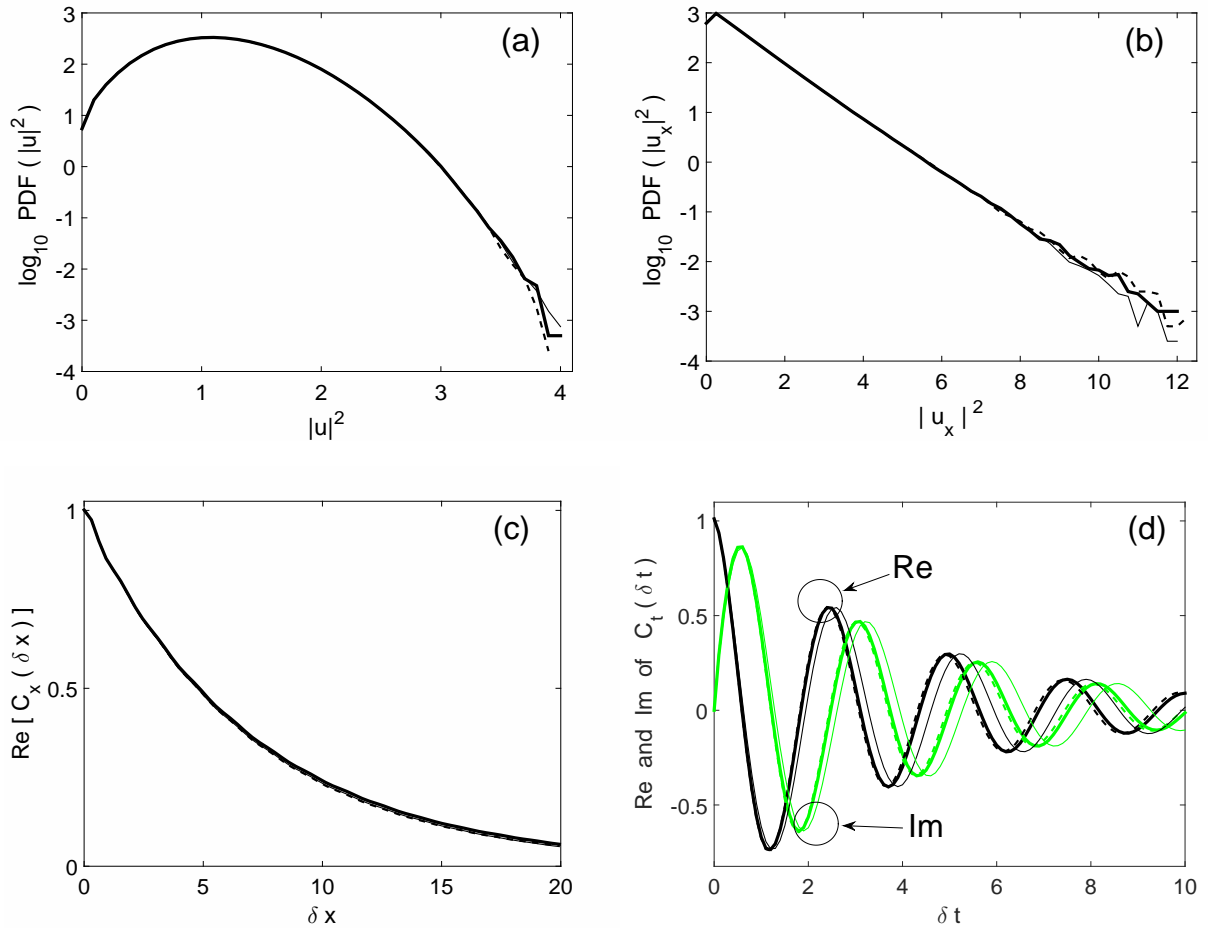 (a)
3
2
1
0
-1
-2
-3
-4
log10 PDF ( |u|2 )
0 1 2 3 4
|u|2
(b)
3
2
1
0
-1
-2
-3
-4
log10 PDF ( |ux|2 )
0 2 4 6 8 10 12
| ux | 2
(c)
1
0.5
0
Re [ Cx ( δ x ) ]
0 5 10 15 20
δ x
(d)
1
0.5
0
-0.5
Re and Im of Ct ( δ t )
Re
Im
0 2 4 6 8 10
δ t